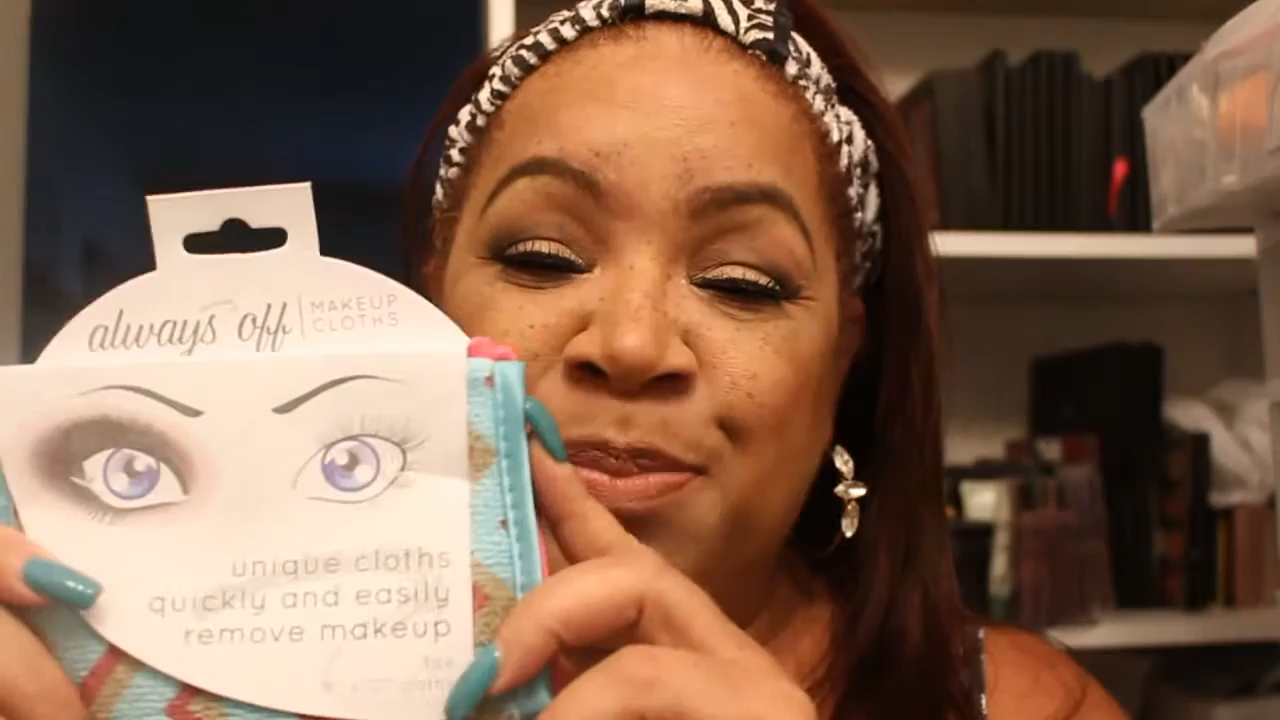 always off | MAKEUP
CLOTHS
unique cloths
quickly and easily
remove makeup